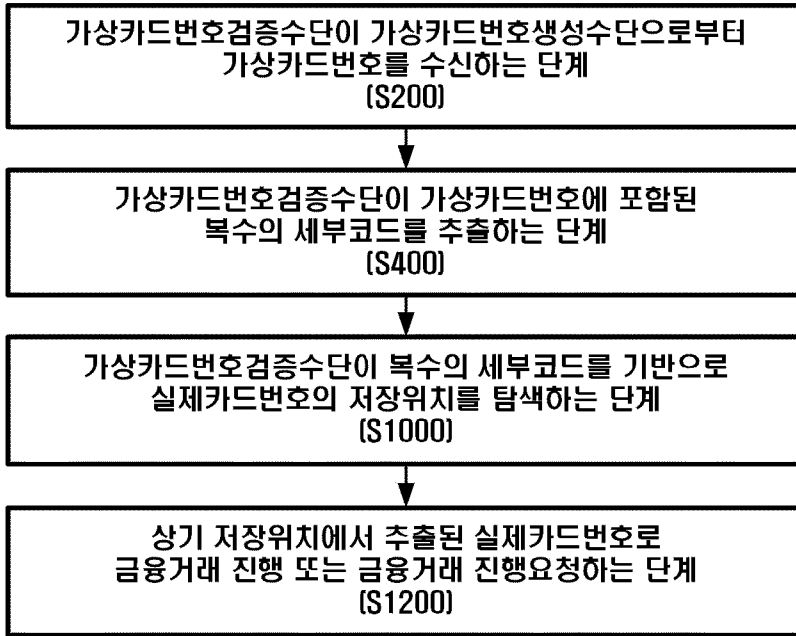 가상카드번호검증수단이 가상카드번호생성수단으로부터
가상카드번호를 수신하는 단계
(S200)
가상카드번호검증수단이 가상카드번호에 포함된
복수의 세부코드를 추출하는 단계
(S400)
가상카드번호검증수단이 복수의 세부코드를 기반으로
실제카드번호의 저장위치를 탐색하는 단계
(S1000)
상기 저장위치에서 추출된 실제카드번호로
금융거래 진행 또는 금융거래 진행요청하는 단계
(S1200)